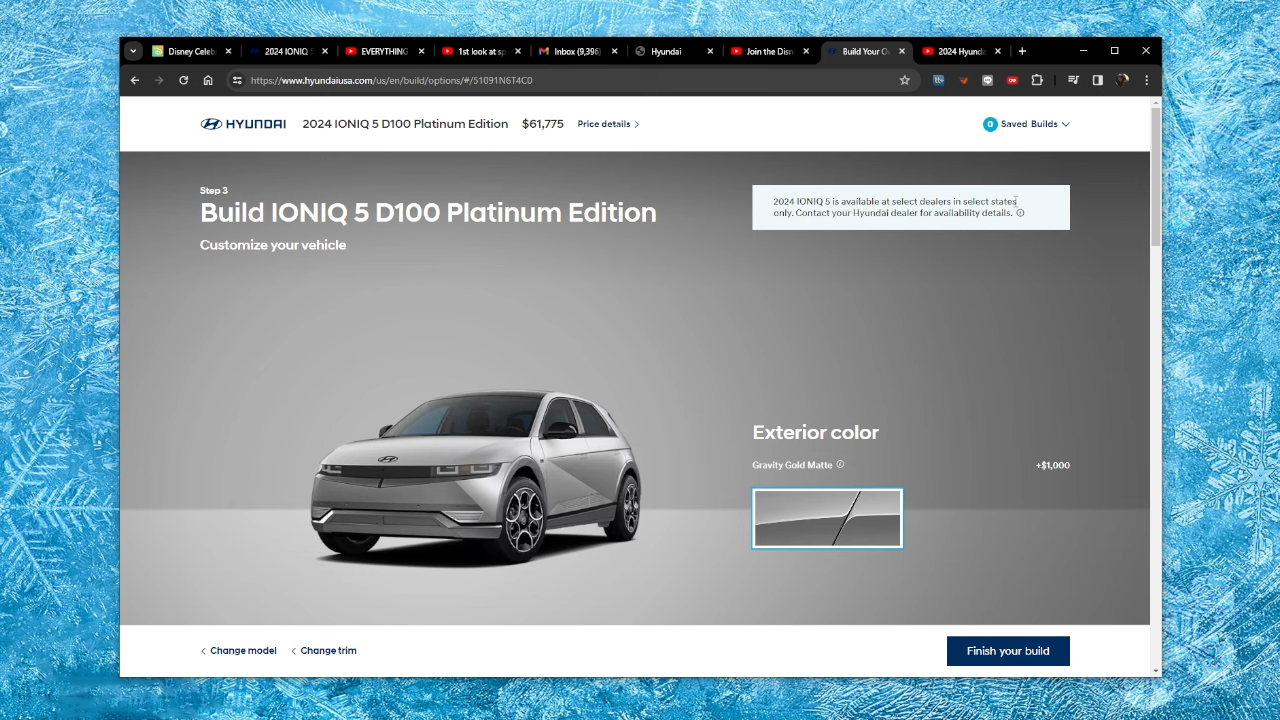 Disney Celeb
2024 IONIQ 5
EVERYTHING
1st look at sp
Inbox (9,396)
Hyundai
Join the Disn
Build Your O
2024 Hyunda
https://www.hyundaiusa.com/us/en/build/options/#/51091N6T4C0
HYUNDAI
2024 IONIQ 5 D100 Platinum Edition
$61,775
Price details
0 Saved Builds
Step 3
Build IONIQ 5 D100 Platinum Edition
Customize your vehicle
2024 IONIQ 5 is available at select dealers in select states
only. Contact your Hyundai dealer for availability details.
Exterior color
Gravity Gold Matte
+$1,000
Change model
Change trim
Finish your build